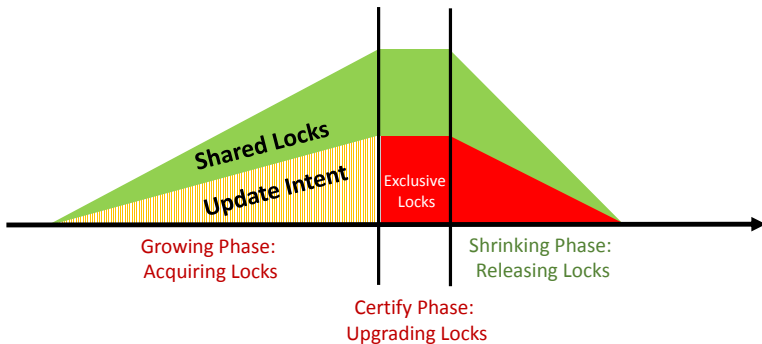 Shared Locks
Update Intent
Exclusive
Locks
Growing Phase:
Acquiring Locks
Shrinking Phase:
Releasing Locks
Certify Phase:
Upgrading Locks